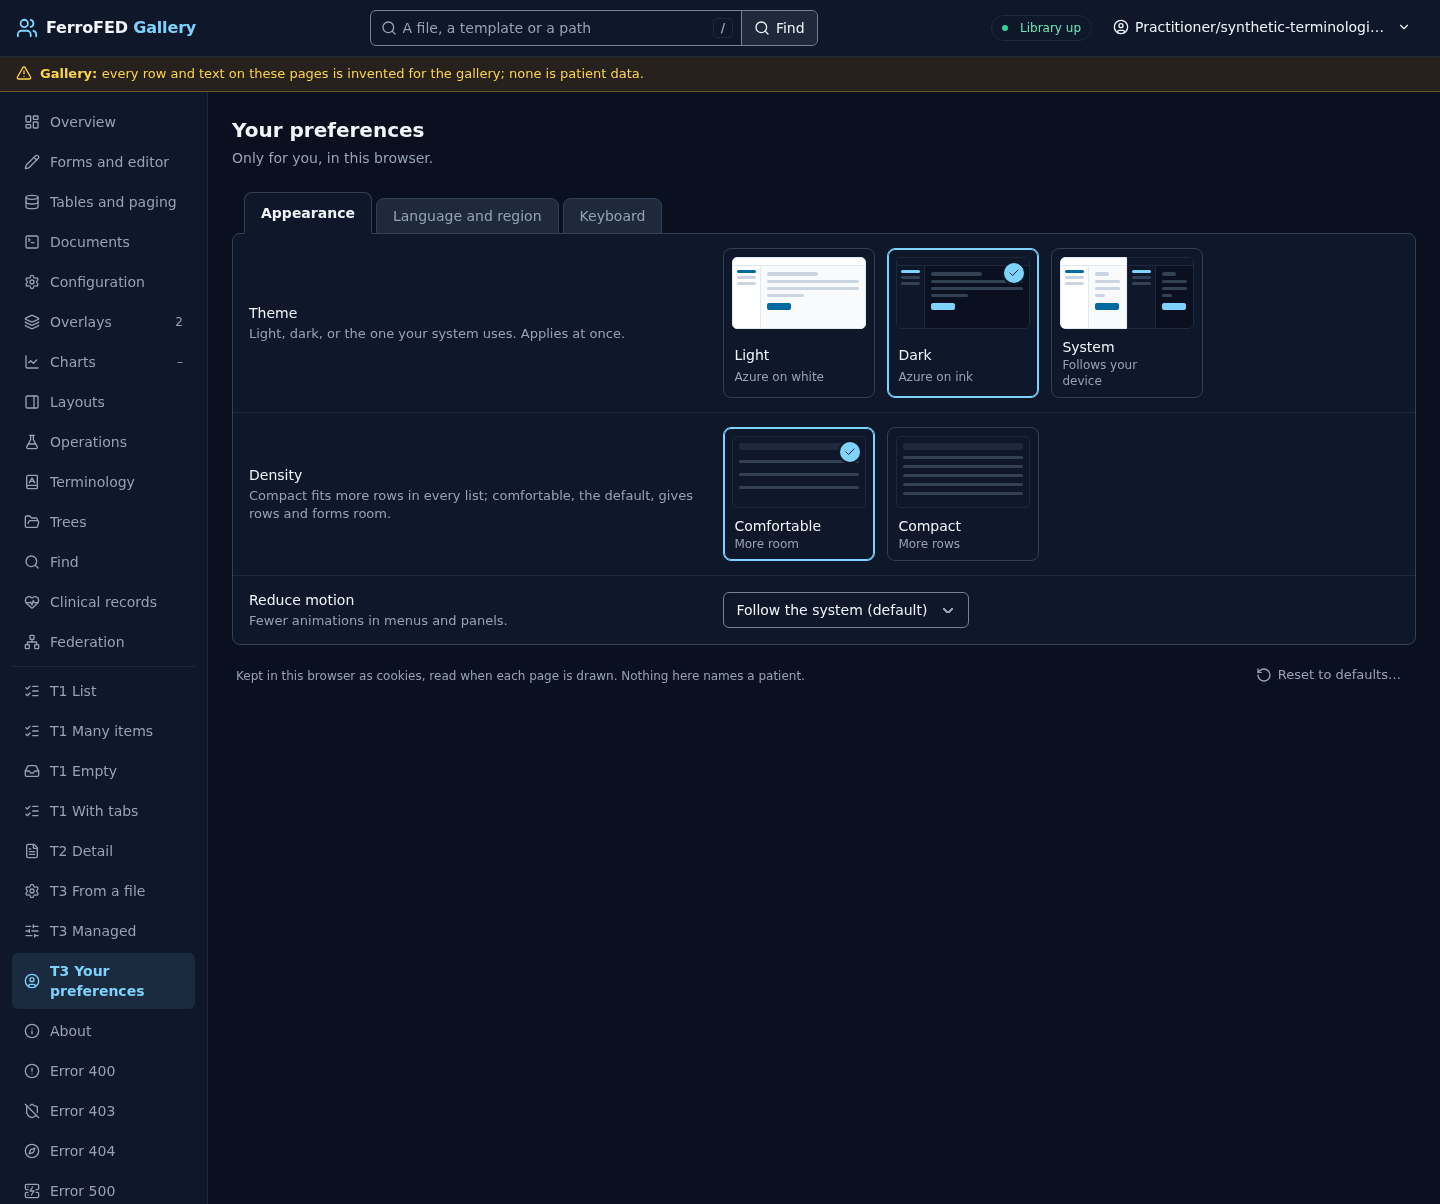 FerroFED Gallery
A file, a template or a path
/
Find
Library up
Practitioner/synthetic-terminologi...
Gallery: every row and text on these pages is invented for the gallery; none is patient data.
Overview
Forms and editor
Tables and paging
Documents
Configuration
Overlays 2
Charts –
Layouts
Operations
Terminology
Trees
Find
Clinical records
Federation
T1 List
T1 Many items
T1 Empty
T1 With tabs
T2 Detail
T3 From a file
T3 Managed
T3 Your
preferences
About
Error 400
Error 403
Error 404
Error 500
Your preferences
Only for you, in this browser.
Appearance
Language and region
Keyboard
Theme
Light, dark, or the one your system uses. Applies at once.
Light
Azure on white
Dark
Azure on ink
System
Follows your
device
Density
Compact fits more rows in every list; comfortable, the default, gives
rows and forms room.
Comfortable
More room
Compact
More rows
Reduce motion
Fewer animations in menus and panels.
Follow the system (default)
Kept in this browser as cookies, read when each page is drawn. Nothing here names a patient.
Reset to defaults...